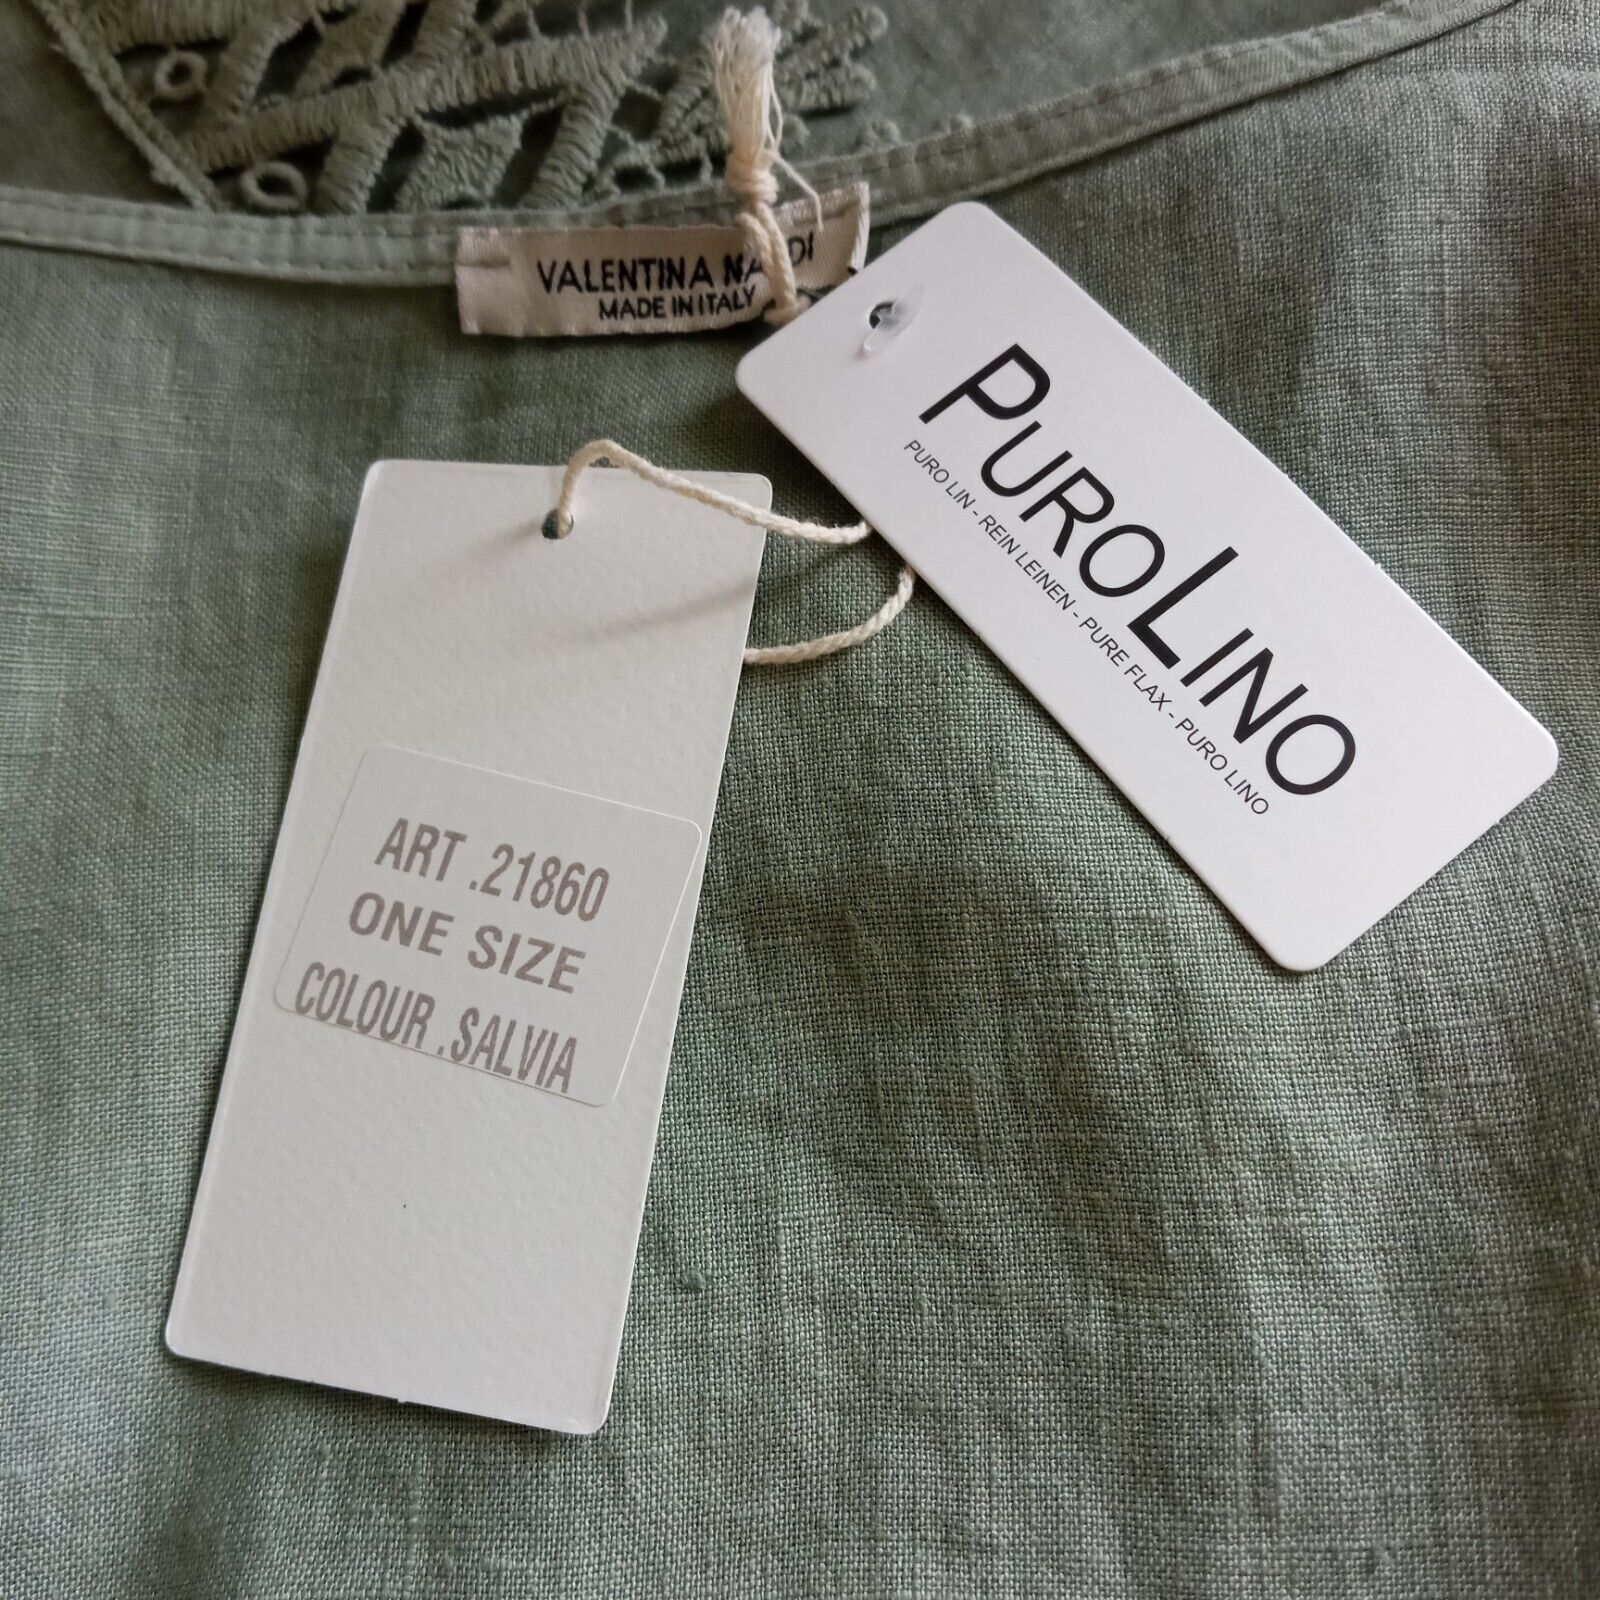 VALENTINA
MADE IN ITALY
PUROLINO
PURO LIN - REIN LEINEN - PURE FLAX - PURO LINO
ART .21860
ONE SIZE
COLOUR .SALVIA